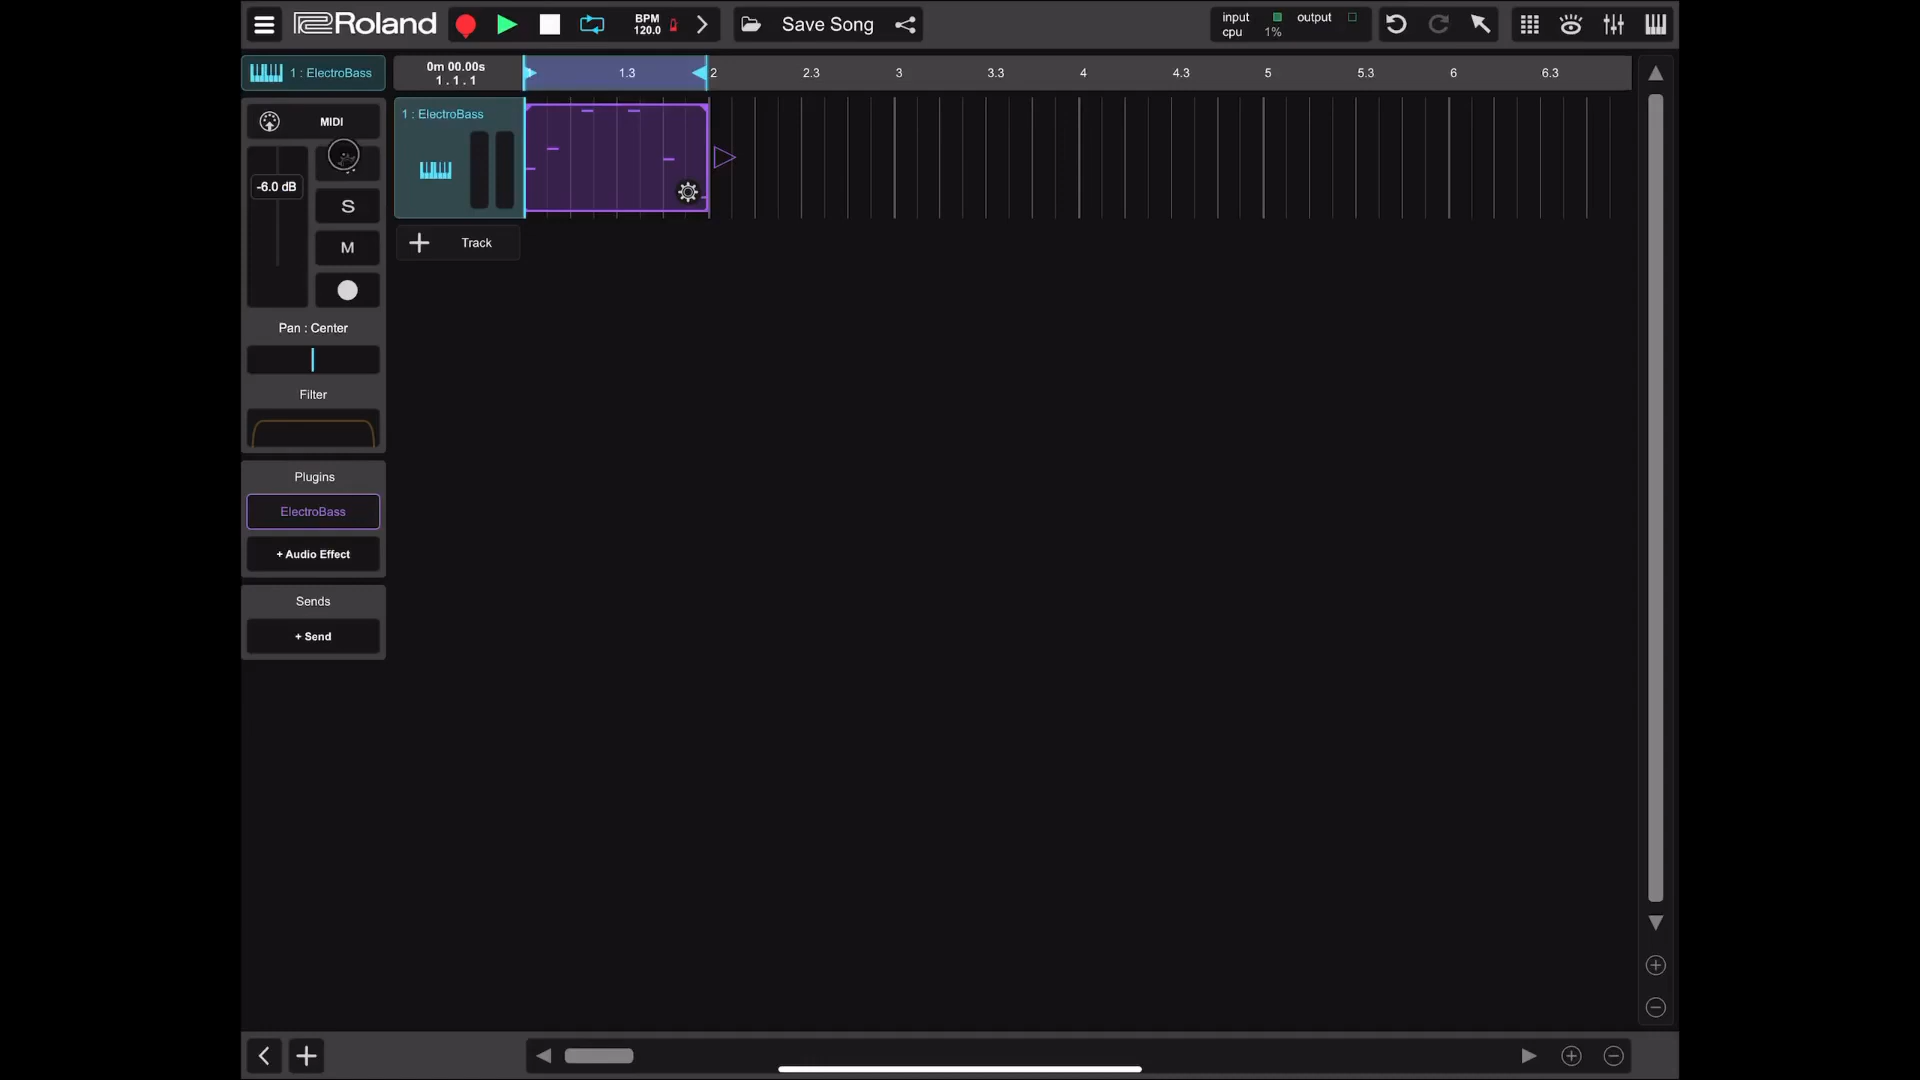 Roland
BPM
120.0
Save Song
input
output
cpu
1%
1 : ElectroBass
0m 00.00s
1 . 1 . 1
1.3
2
2.3
3
3.3
4
4.3
5
5.3
6
6.3
MIDI
1 : ElectroBass
-6.0 dB
S
M
Track
Pan : Center
Filter
Plugins
ElectroBass
+ Audio Effect
Sends
+ Send